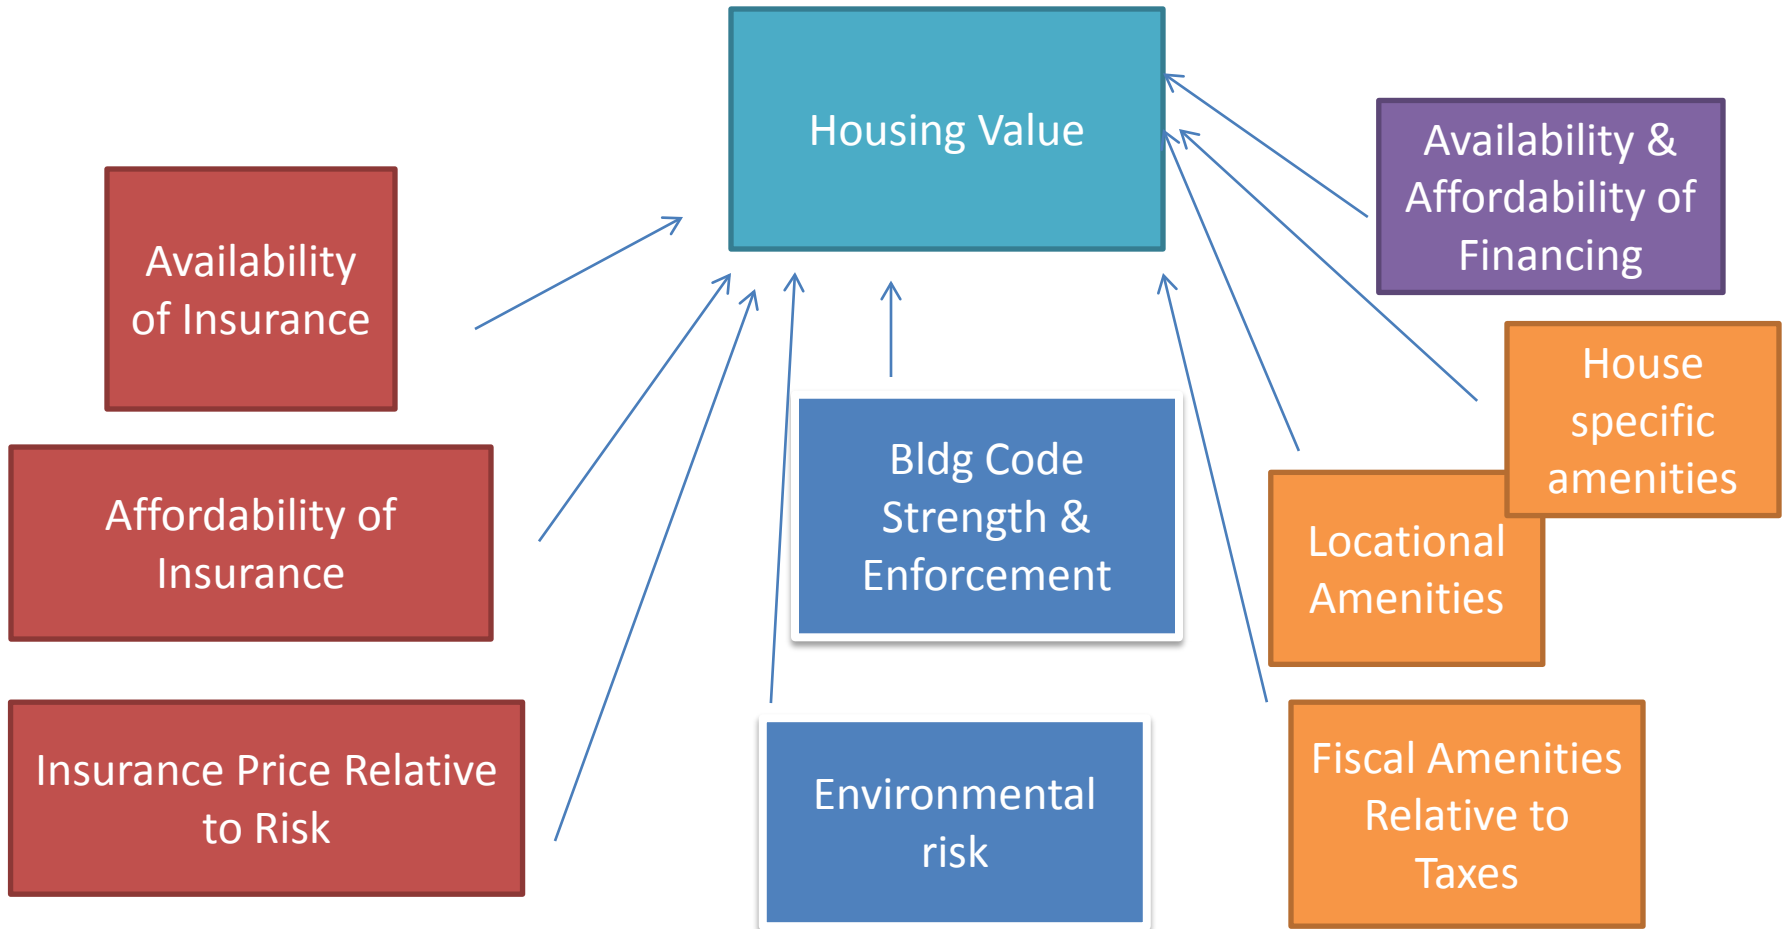 Housing Value
Availability &
Affordability of
Financing
Availability
of Insurance
House
specific
amenities
Bldg Code
Strength &
Enforcement
Affordability of
Insurance
Locational
Amenities
Insurance Price Relative
to Risk
Environmental
risk
Fiscal Amenities
Relative to
Taxes